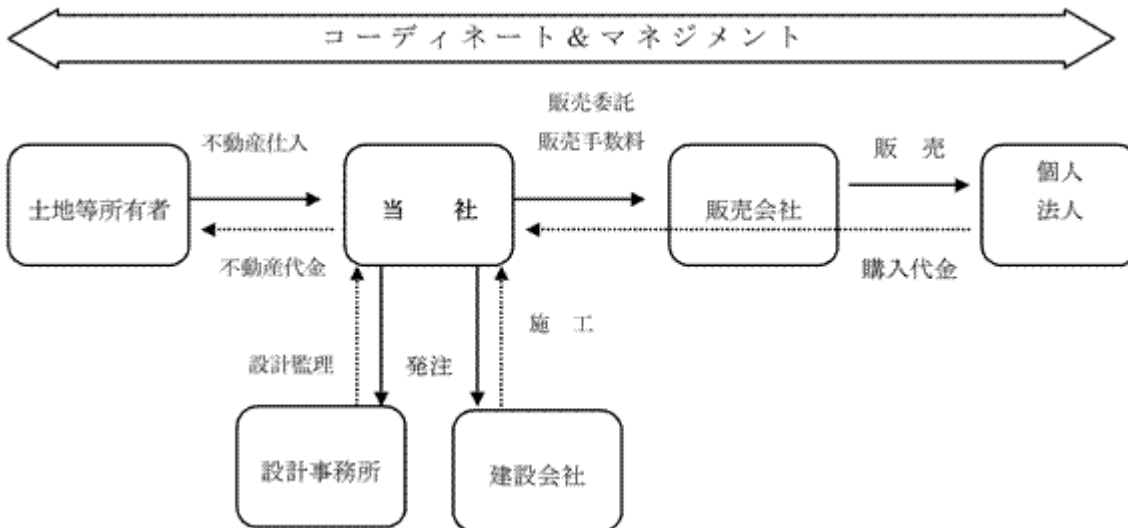 コーディネート＆マネジメント
販売委託
不動産仕入
販売手数料
販　売
土地等所有者
当　社
販売会社
個人
法人
不動産代金
購入代金
施　工
設計監理
発注
設計事務所
建設会社